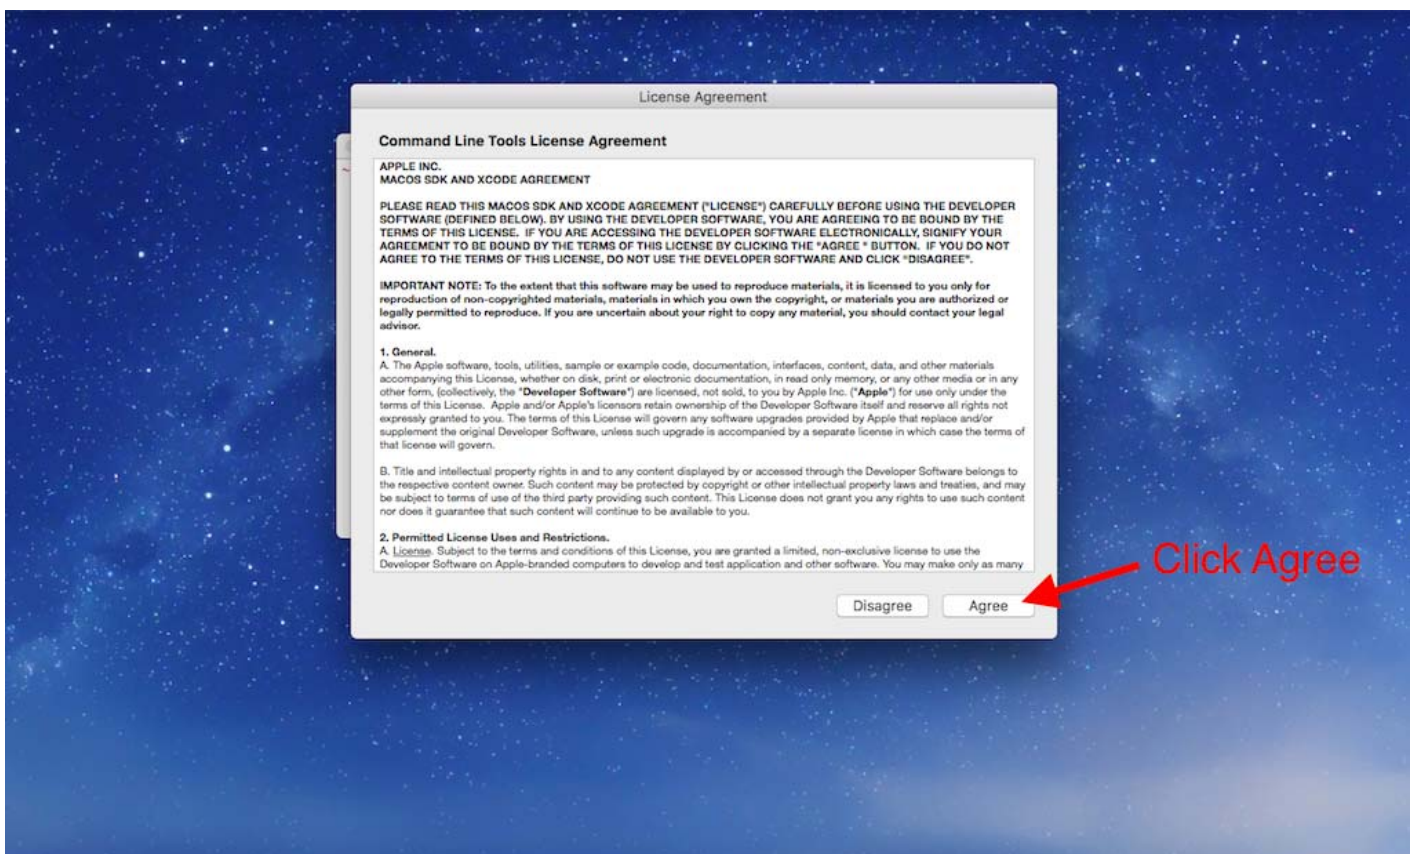 License Agreement
Command Line Tools License Agreement
APPLE INC.
MACOS SDK AND XCODE AGREEMENT
PLEASE READ THIS MACOS SDK AND XCODE AGREEMENT ("LICENSE") CAREFULLY BEFORE USING THE DEVELOPER
SOFTWARE (DEFINED BELOW). BY USING THE DEVELOPER SOFTWARE, YOU ARE AGREEING TO BE BOUND BY THE
TERMS OF THIS LICENSE.  IF YOU ARE ACCESSING THE DEVELOPER SOFTWARE ELECTRONICALLY, SIGNIFY YOUR
AGREEMENT TO BE BOUND BY THE TERMS OF THIS LICENSE BY CLICKING THE "AGREE " BUTTON.  IF YOU DO NOT
AGREE TO THE TERMS OF THIS LICENSE, DO NOT USE THE DEVELOPER SOFTWARE AND CLICK "DISAGREE".
IMPORTANT NOTE: To the extent that this software may be used to reproduce materials, it is licensed to you only for
reproduction of non-copyrighted materials, materials in which you own the copyright, or materials you are authorized or
legally permitted to reproduce. If you are uncertain about your right to copy any material, you should contact your legal
advisor.
1. General.
A. The Apple software, tools, utilities, sample or example code, documentation, interfaces, content, data, and other materials
accompanying this License, whether on disk, print or electronic documentation, in read only memory, or any other media or in any
other form, (collectively, the "Developer Software") are licensed, not sold, to you by Apple Inc. ("Apple") for use only under the
terms of this License.  Apple and/or Apple's licensors retain ownership of the Developer Software itself and reserve all rights not
expressly granted to you. The terms of this License will govern any software upgrades provided by Apple that replace and/or
supplement the original Developer Software, unless such upgrade is accompanied by a separate license in which case the terms of
that license will govern.
B. Title and intellectual property rights in and to any content displayed by or accessed through the Developer Software belongs to
the respective content owner. Such content may be protected by copyright or other intellectual property laws and treaties, and may
be subject to terms of use of the third party providing such content. This License does not grant you any rights to use such content
nor does it guarantee that such content will continue to be available to you.
2. Permitted License Uses and Restrictions.
A. License. Subject to the terms and conditions of this License, you are granted a limited, non-exclusive license to use the
Developer Software on Apple-branded computers to develop and test application and other software. You may make only as many
Click Agree
Disagree
Agree